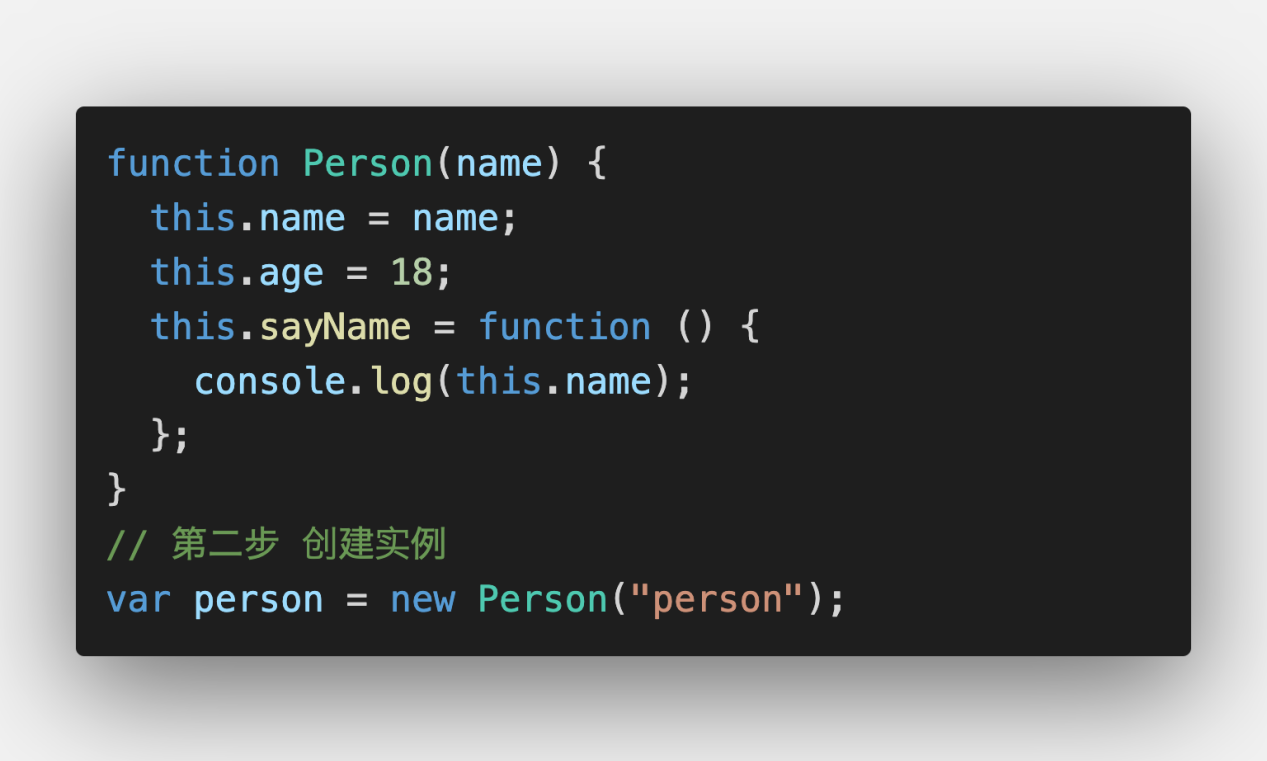 function Person(name) {
  this.name = name;
  this.age = 18;
  this.sayName = function () {
    console.log(this.name);
  };
}
// 第二步 创建实例
var person = new Person("person");